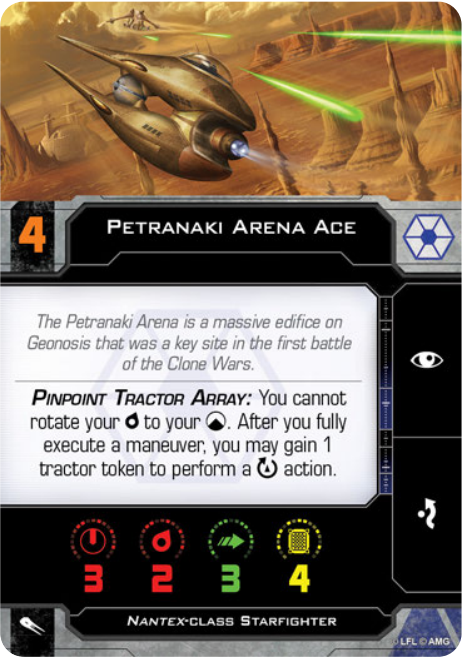 4
PETRANAKI ARENA ACE
The Petranaki Arena is a massive edifice on
Geonosis that was a key site in the first battle
of the Clone Wars.
PINPOINT TRACTOR ARRAY: You cannot
rotate your to your . After you fully
execute a maneuver, you may gain 1
tractor token to perform a action.
3 2 3 4
NANTEX-CLASS STARFIGHTER
© LFL © AMG